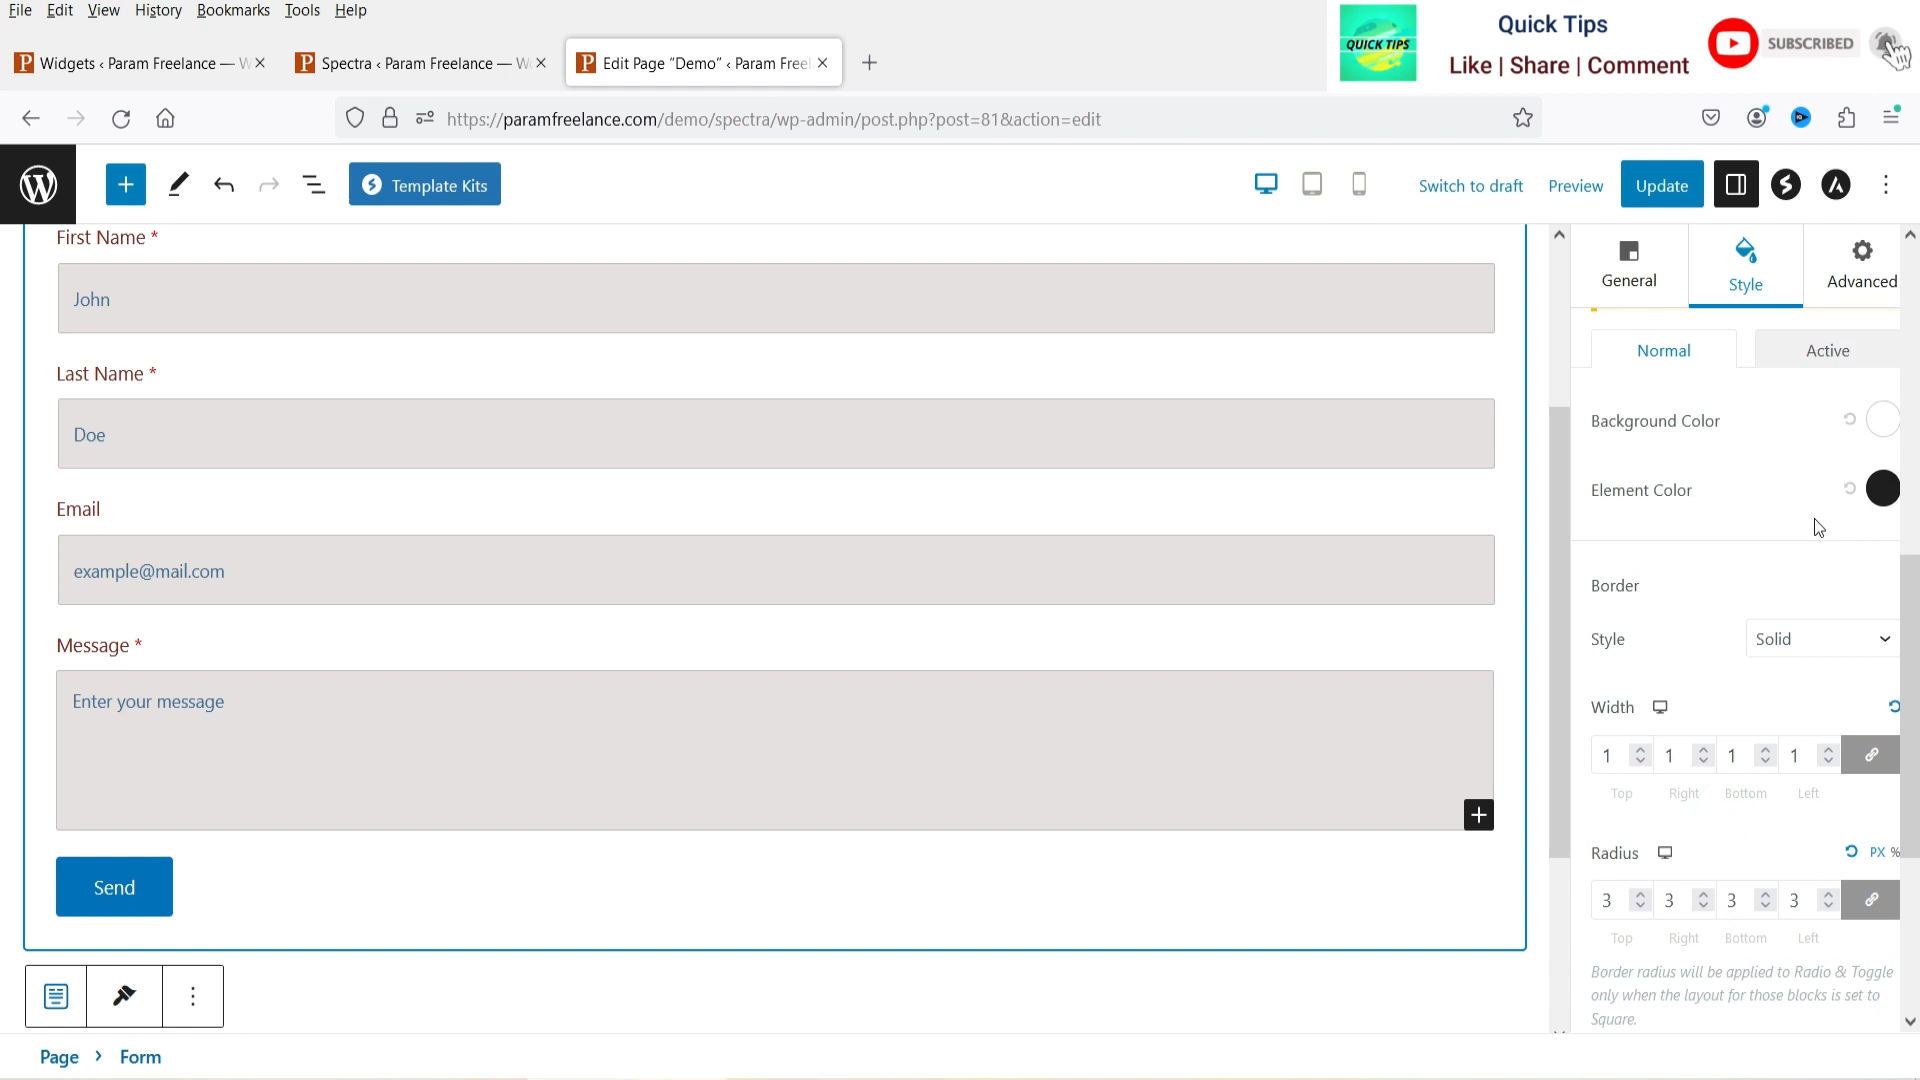 File Edit View History Bookmarks Tools Help
QUICK TIPS
Quick Tips
Like | Share | Comment
SUBSCRIBED
Widgets ‹ Param Freelance — W
Spectra ‹ Param Freelance — W
Edit Page “Demo” ‹ Param Freel
https://paramfreelance.com/demo/spectra/wp-admin/post.php?post=81&action=edit
Template Kits
Switch to draft
Preview
Update
First Name *
John
Last Name *
Doe
Email
example@mail.com
Message *
Enter your message
Send
General
Style
Advanced
Normal
Active
Background Color
Element Color
Border
Style
Solid
Width
1 1 1 1
Top Right Bottom Left
Radius
PX %
3 3 3 3
Top Right Bottom Left
Border radius will be applied to Radio & Toggle
only when the layout for those blocks is set to
Square.
Page › Form